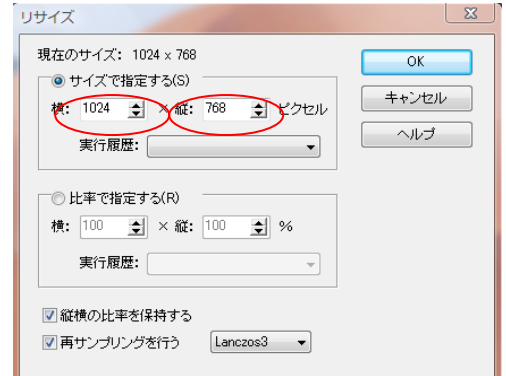 リサイズ
現在のサイズ: 1024 x 768
サイズで指定する(S)
横: 1024 × 縦: 768 ピクセル
実行履歴:
比率で指定する(R)
横: 100 × 縦: 100 %
実行履歴:
縦横の比率を保持する
再サンプリングを行う Lanczos3
OK
キャンセル
ヘルプ